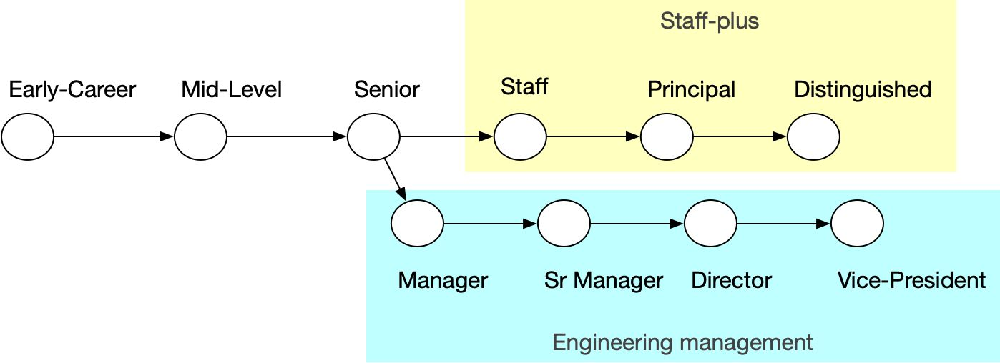 Staff-plus
Early-Career
Mid-Level
Senior
Staff
Principal
Distinguished
Manager
Sr Manager
Director
Vice-President
Engineering management